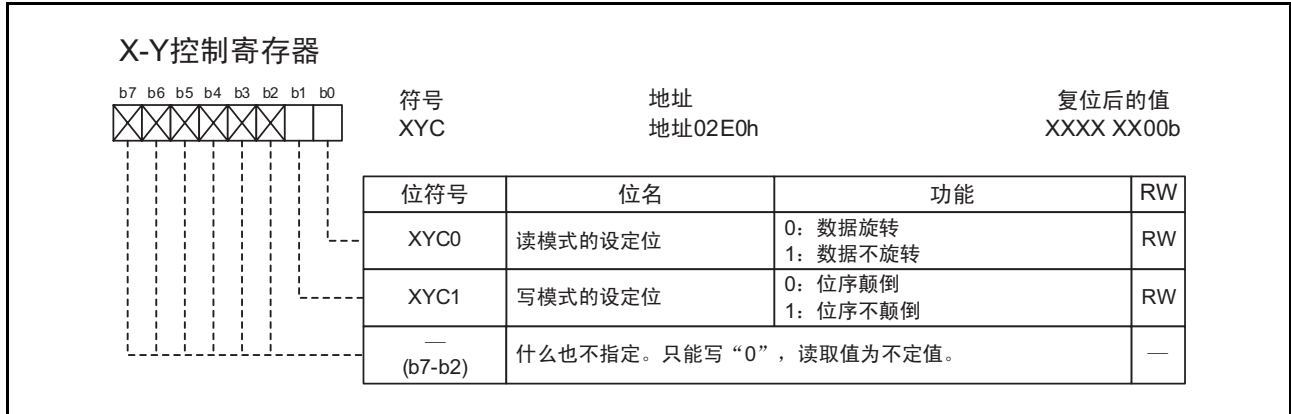 X-Y控制寄存器
b7 b6 b5 b4 b3 b2 b1 b0
符号 地址 复位后的值
XYC 地址02E0h XXXX XX00b
位符号 位名 功能 RW
XYC0 读模式的设定位 0：数据旋转
1：数据不旋转 RW
XYC1 写模式的设定位 0：位序颠倒
1：位序不颠倒 RW
—
(b7-b2) 什么也不指定。只能写“0”，读取值为不定值。 —